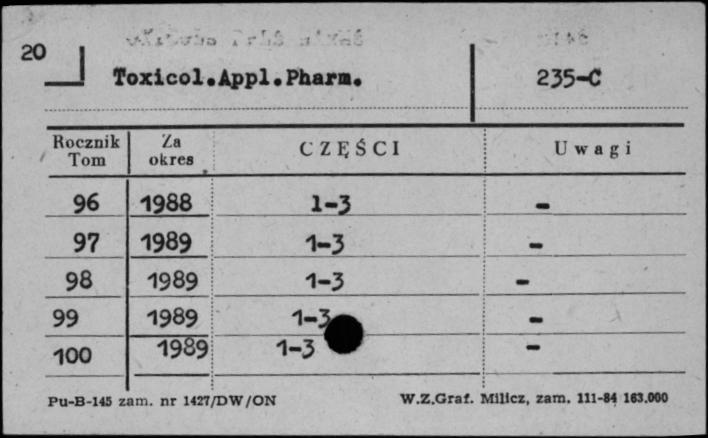 20
Toxicol.Appl.Pharm. 235-C
Rocznik Tom Za okres CZĘŚCI Uwagi
96 1988 1-3 -
97 1989 1-3 -
98 1989 1-3 -
99 1989 1-3 -
100 1989 1-3 -
Pu-B-145 zam. nr 1427/DW/ON W.Z.Graf. Milicz, zam. 111-84 163.000